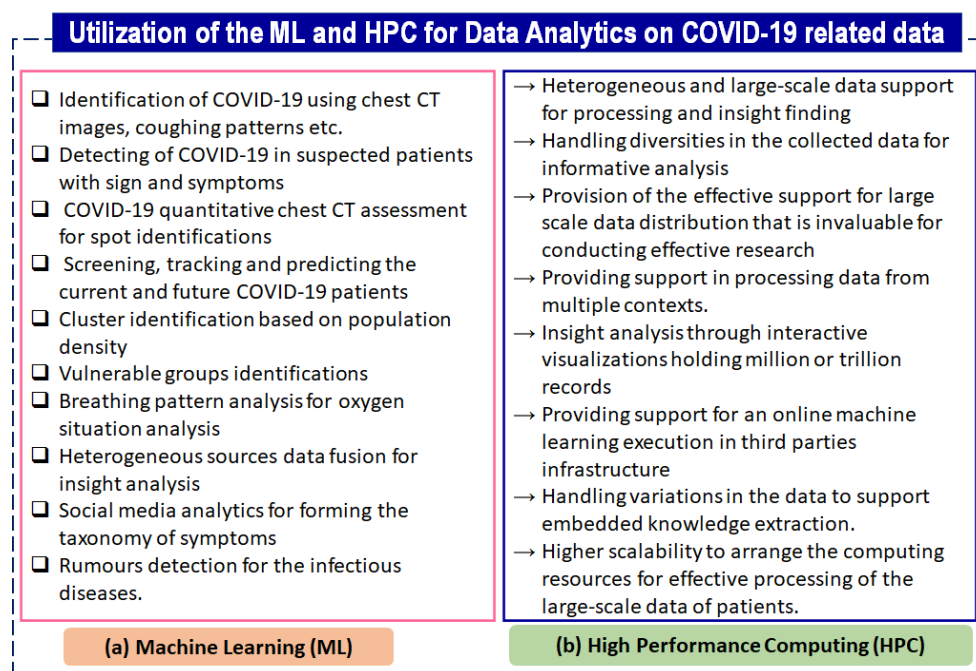 Utilization of the ML and HPC for Data Analytics on COVID-19 related data
❑ Identification of COVID-19 using chest CT
images, coughing patterns etc.
❑ Detecting of COVID-19 in suspected patients
with sign and symptoms
❑ COVID-19 quantitative chest CT assessment
for spot identifications
❑ Screening, tracking and predicting the
current and future COVID-19 patients
❑ Cluster identification based on population
density
❑ Vulnerable groups identifications
❑ Breathing pattern analysis for oxygen
situation analysis
❑ Heterogeneous sources data fusion for
insight analysis
❑ Social media analytics for forming the
taxonomy of symptoms
❑ Rumours detection for the infectious
diseases.
(a) Machine Learning (ML)
→ Heterogeneous and large-scale data support
for processing and insight finding
→ Handling diversities in the collected data for
informative analysis
→ Provision of the effective support for large
scale data distribution that is invaluable for
conducting effective research
→ Providing support in processing data from
multiple contexts.
→ Insight analysis through interactive
visualizations holding million or trillion
records
→ Providing support for an online machine
learning execution in third parties
infrastructure
→ Handling variations in the data to support
embedded knowledge extraction.
→ Higher scalability to arrange the computing
resources for effective processing of the
large-scale data of patients.
(b) High Performance Computing (HPC)